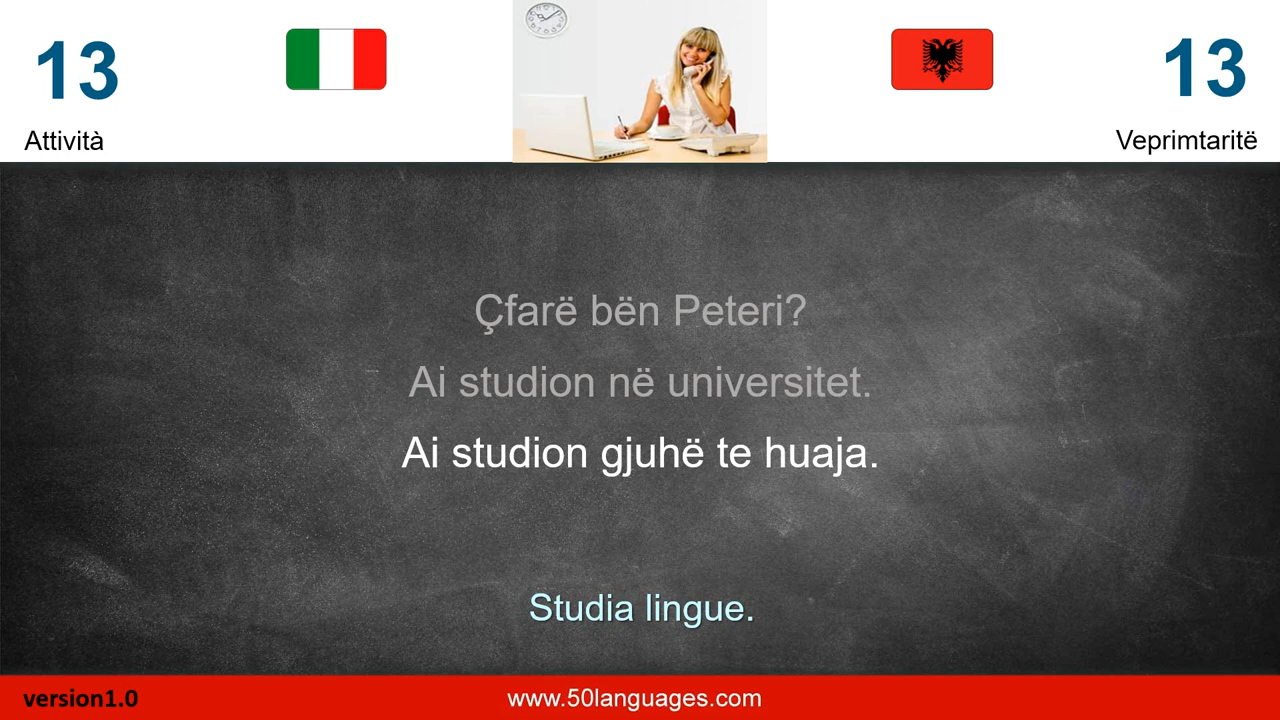 13
13
Attività
Veprimtaritë
Çfarë bën Peteri?
Ai studion në universitet.
Ai studion gjuhë te huaja.
Studia lingue.
version1.0
www.50languages.com